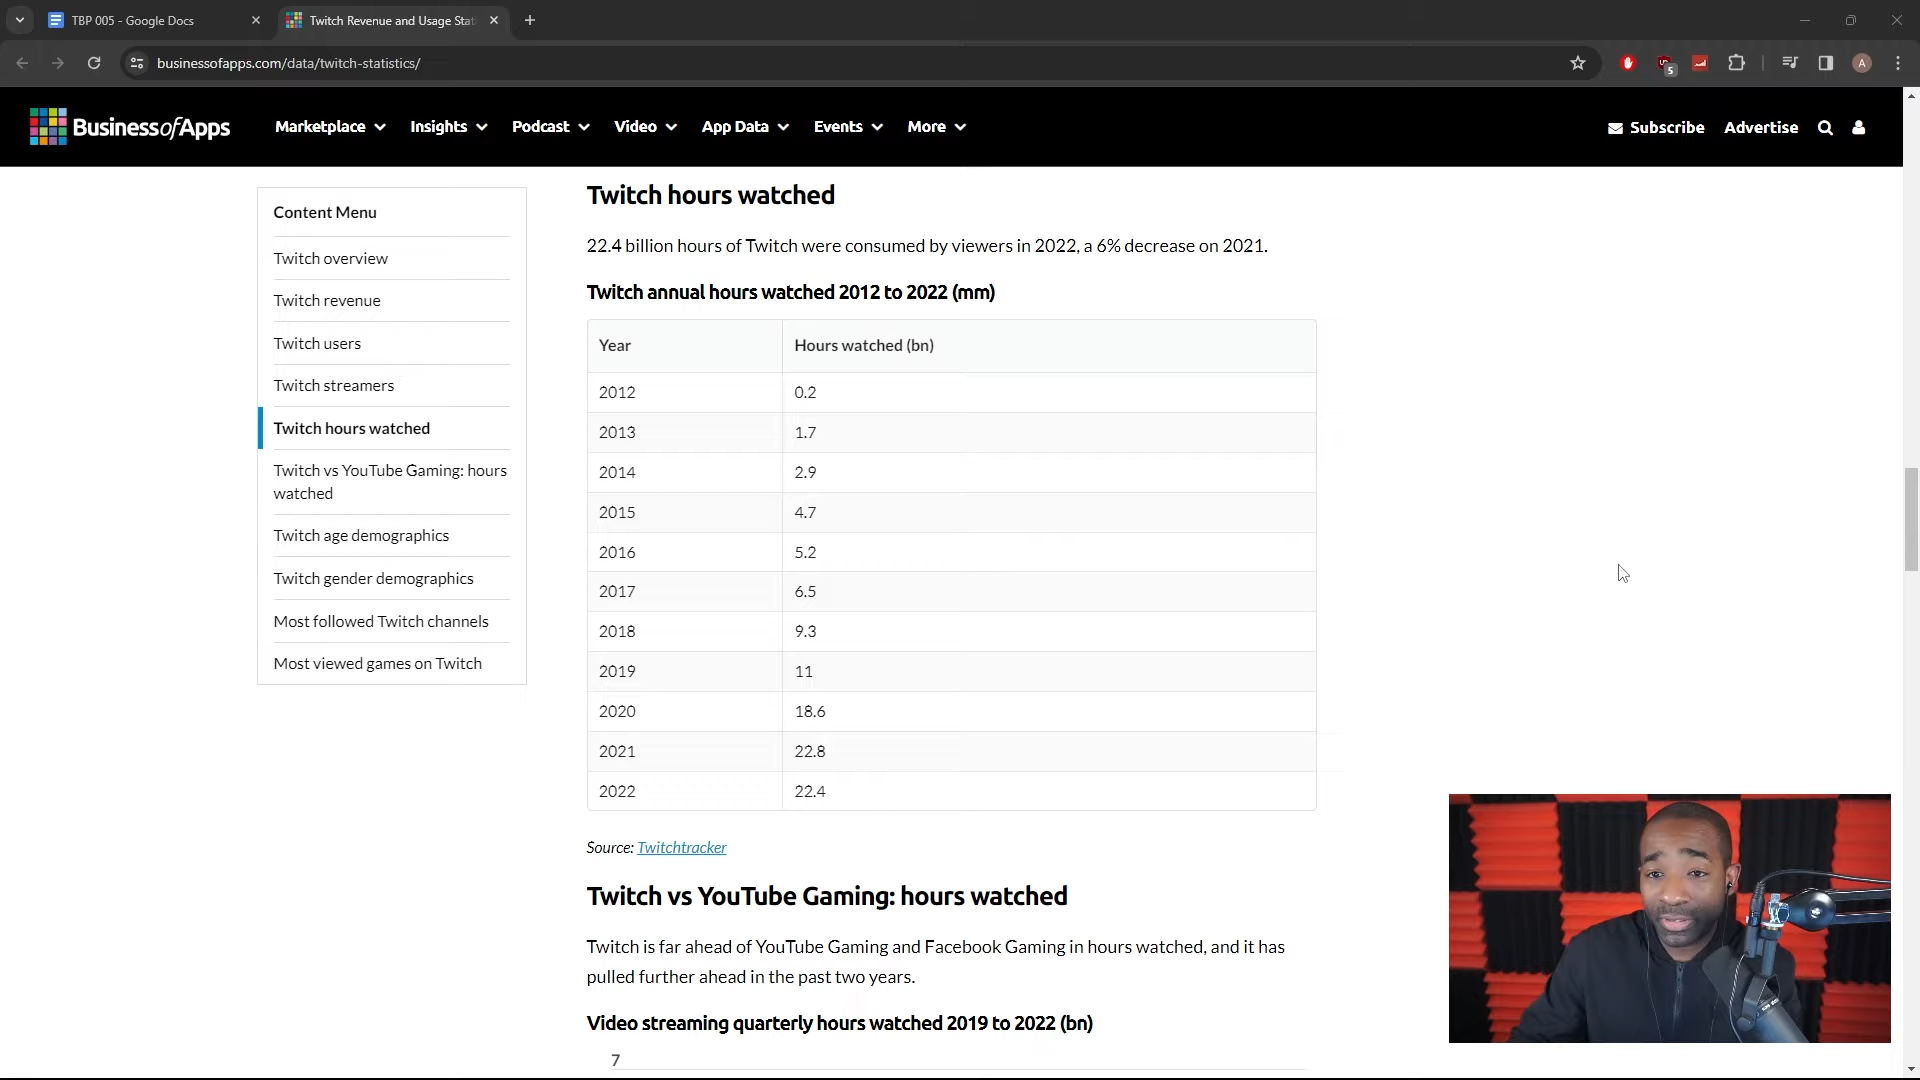 TBP 005 - Google Docs
Twitch Revenue and Usage Stat
businessofapps.com/data/twitch-statistics/
5
A
BusinessofApps
Marketplace
Insights
Podcast
Video
App Data
Events
More
Subscribe
Advertise
Content Menu
Twitch overview
Twitch revenue
Twitch users
Twitch streamers
Twitch hours watched
Twitch vs YouTube Gaming: hours
watched
Twitch age demographics
Twitch gender demographics
Most followed Twitch channels
Most viewed games on Twitch
Twitch hours watched
22.4 billion hours of Twitch were consumed by viewers in 2022, a 6% decrease on 2021.
Twitch annual hours watched 2012 to 2022 (mm)
Year Hours watched (bn)
2012 0.2
2013 1.7
2014 2.9
2015 4.7
2016 5.2
2017 6.5
2018 9.3
2019 11
2020 18.6
2021 22.8
2022 22.4
Source: Twitchtracker
Twitch vs YouTube Gaming: hours watched
Twitch is far ahead of YouTube Gaming and Facebook Gaming in hours watched, and it has
pulled further ahead in the past two years.
Video streaming quarterly hours watched 2019 to 2022 (bn)
7